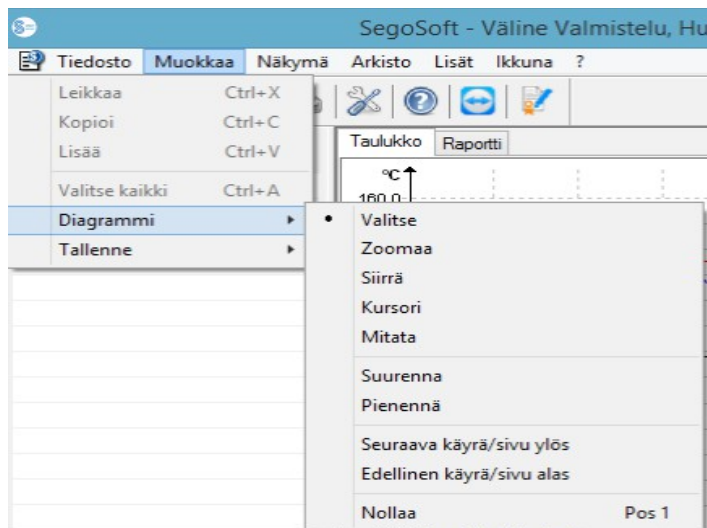 SegoSoft - Väline Valmistelu, Hu
Tiedosto Muokkaa Näkymä Arkisto Lisät Ikkuna ?
Leikkaa Ctrl+X
Kopioi Ctrl+C
Lisää Ctrl+V
Valitse kaikki Ctrl+A
Diagrammi
Tallenne
Taulukko Raportti
°C
160.0
Valitse
Zoomaa
Siirrä
Kursori
Mitata
Suurenna
Pienennä
Seuraava käyrä/sivu ylös
Edellinen käyrä/sivu alas
Nollaa Pos 1